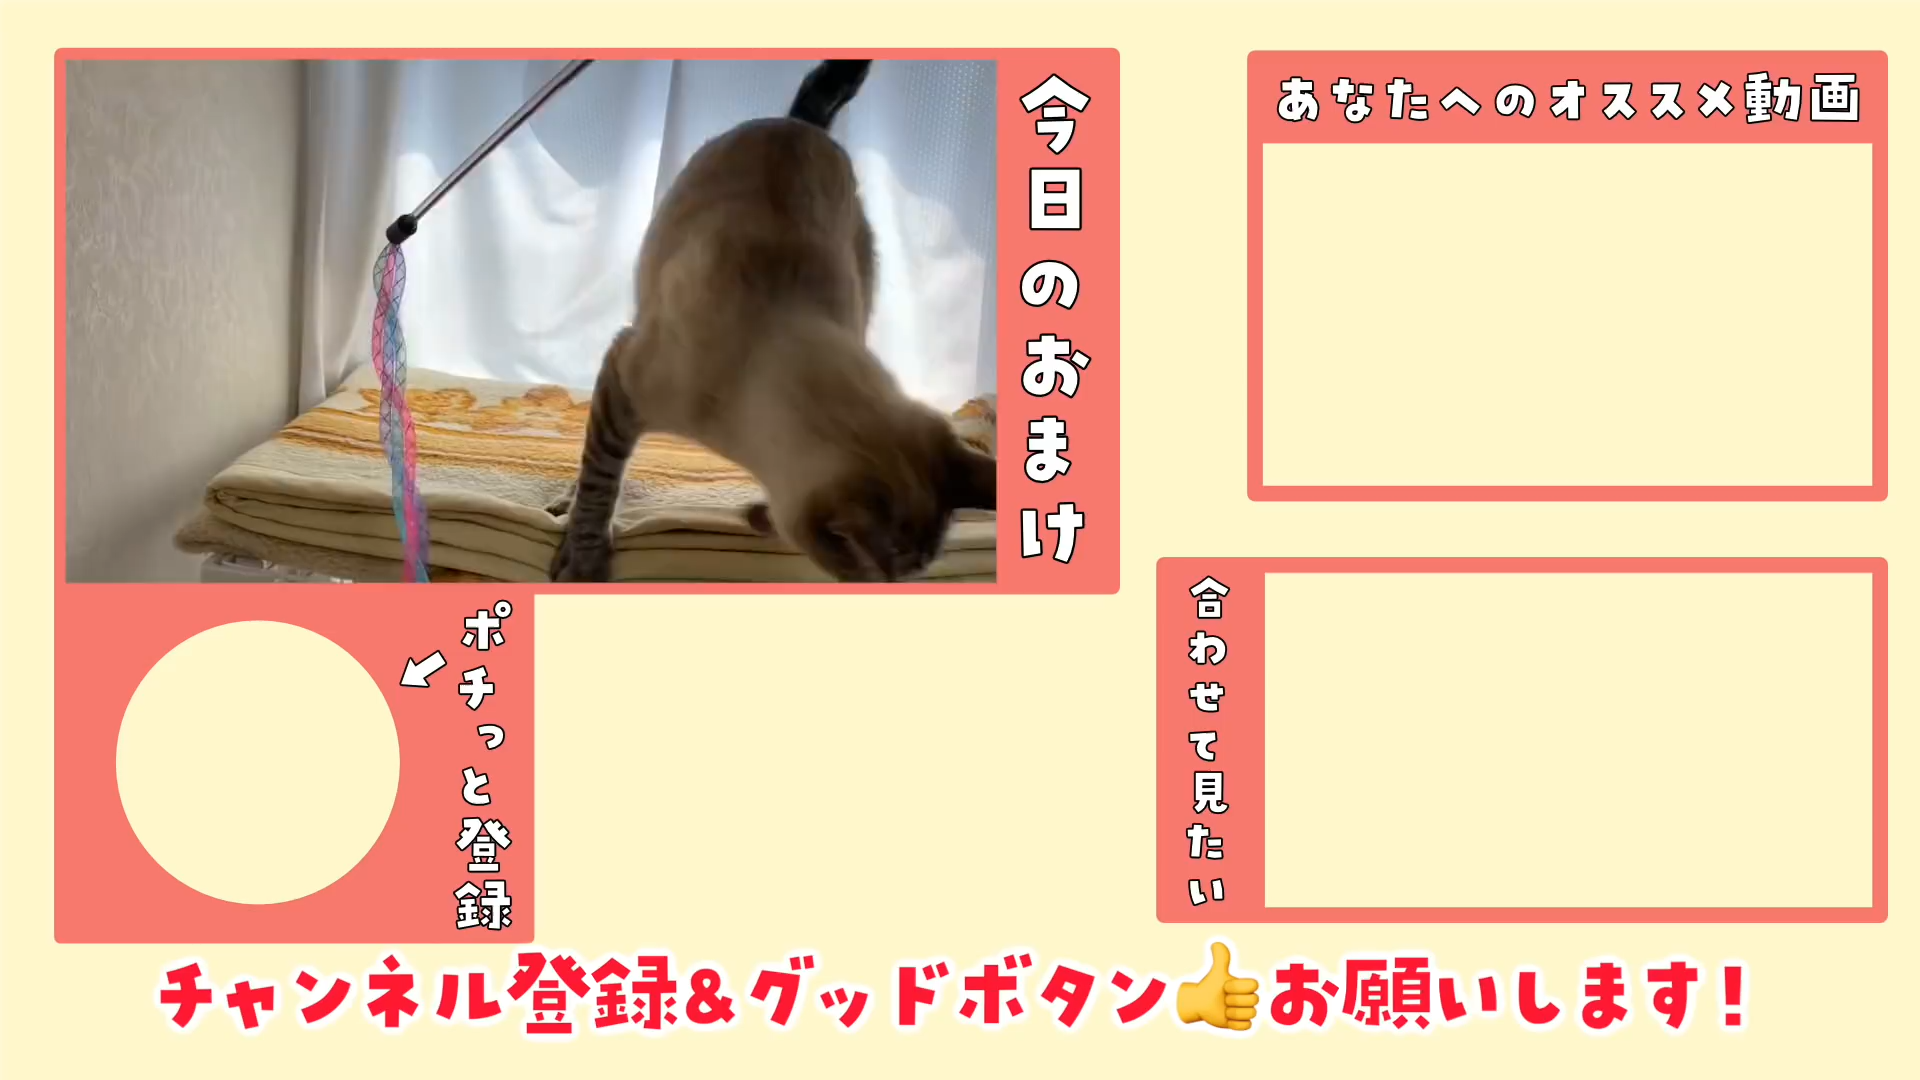 今日のおまけ
あなたへのオススメ動画
ポチっと登録
合わせて見たい
チャンネル登録&グッドボタン👍お願いします!